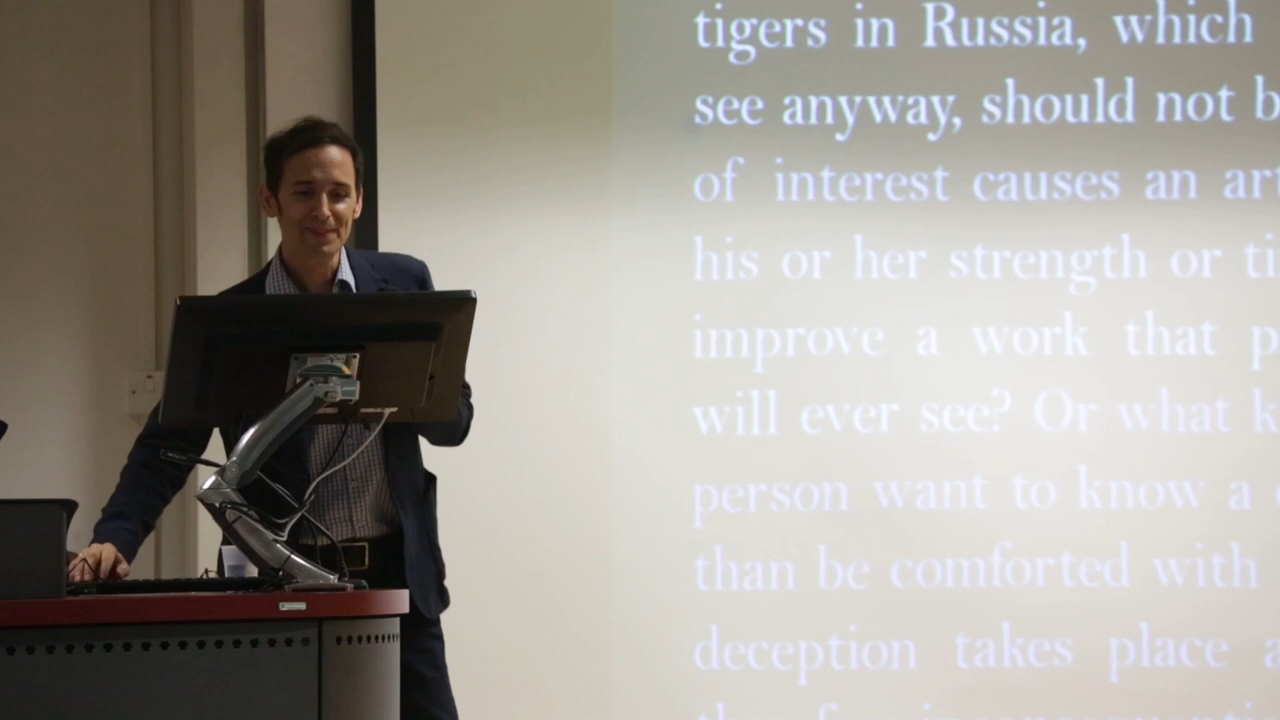 tigers in Russia, which
see anyway, should not b
of interest causes an art
his or her strength or ti
improve a work that p
will ever see? Or what k
person want to know a
than be comforted with
deception takes place a